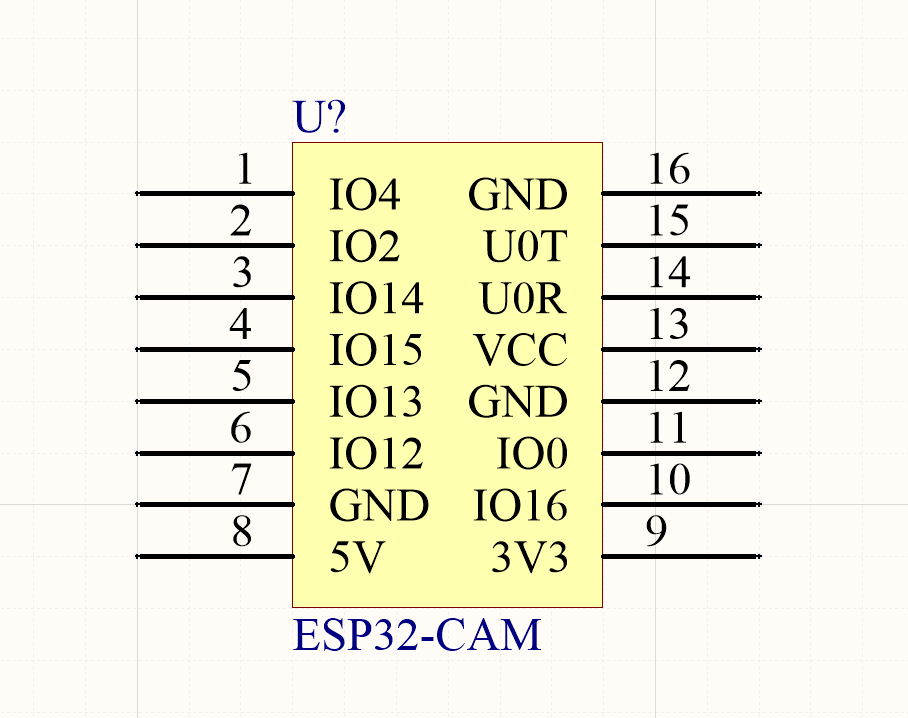 U?
1 IO4 GND 16
2 IO2 U0T 15
3 IO14 U0R 14
4 IO15 VCC 13
5 IO13 GND 12
6 IO12 IO0 11
7 GND IO16 10
8 5V 3V3 9
ESP32-CAM